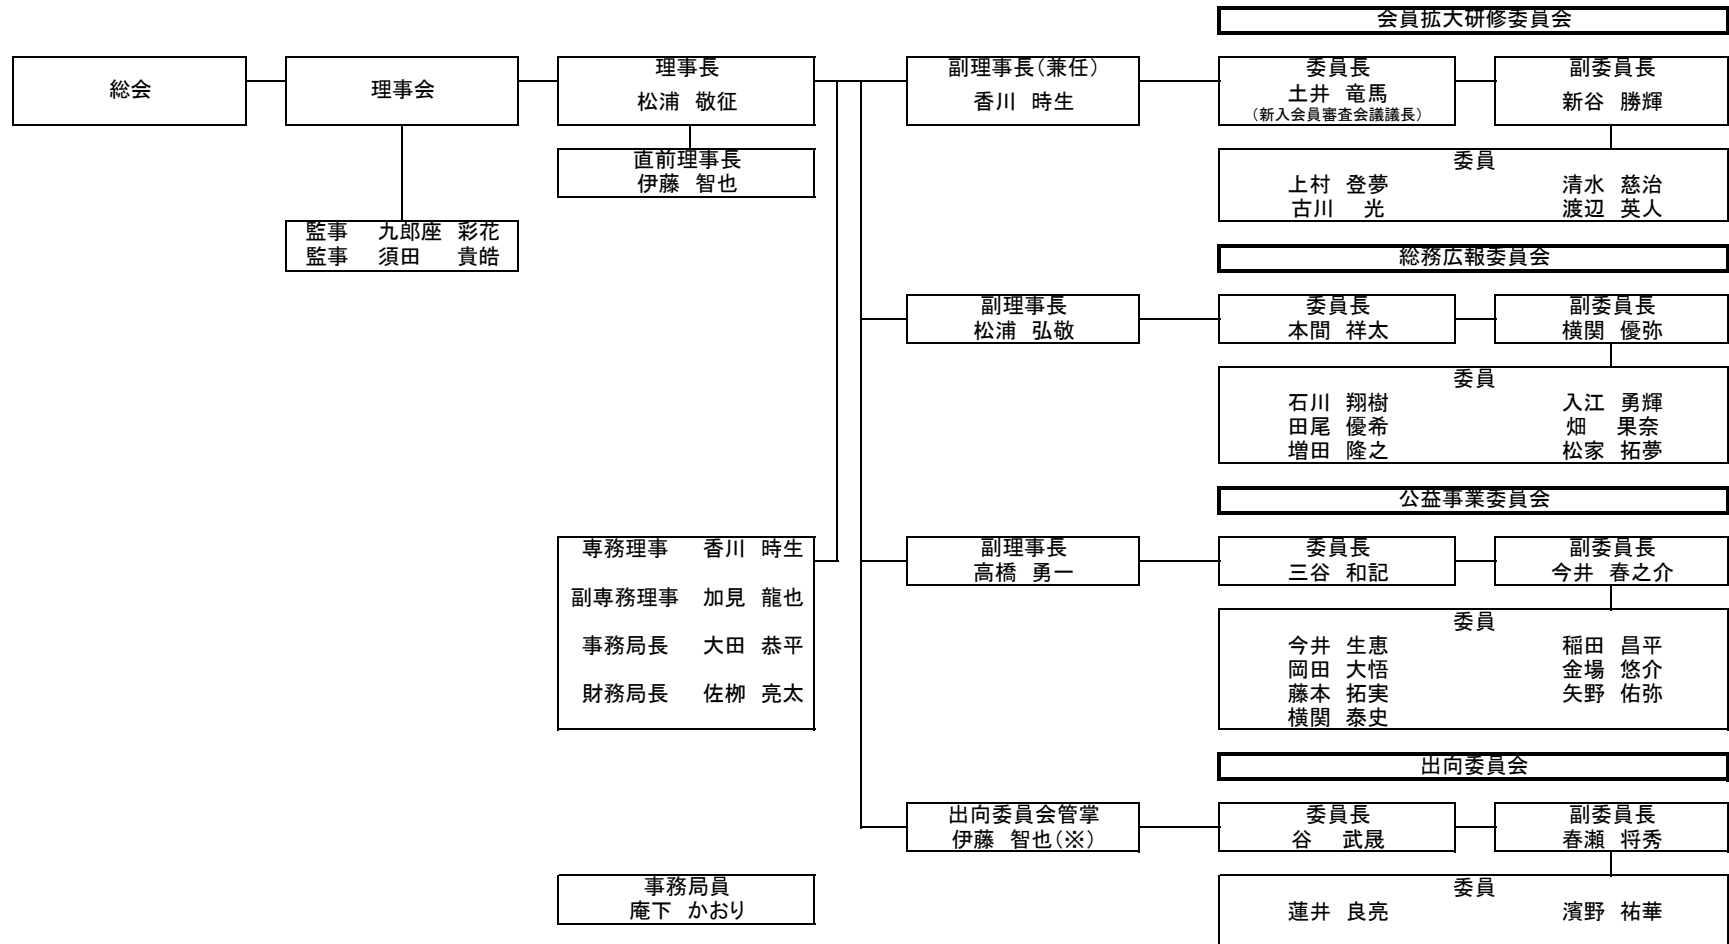 総会
理事会
監事 九郎座 彩花
監事 須田 貴皓
理事長
松浦 敬征
直前理事長
伊藤 智也
専務理事 香川 時生
副専務理事 加見 龍也
事務局長 大田 恭平
財務局長 佐栁 亮太
事務局員
庵下 かおり
会員拡大研修委員会
副理事長(兼任)
香川 時生
委員長
土井 竜馬
(新入会員審査会議議長)
副委員長
新谷 勝輝
委員
上村 登夢 清水 慈治
古川 光 渡辺 英人
総務広報委員会
副理事長
松浦 弘敬
委員長
本間 祥太
副委員長
横関 優弥
委員
石川 翔樹 入江 勇輝
田尾 優希 畑 果奈
増田 隆之 松家 拓夢
公益事業委員会
副理事長
高橋 勇一
委員長
三谷 和記
副委員長
今井 春之介
委員
今井 生恵 稲田 昌平
岡田 大悟 金場 悠介
藤本 拓実 矢野 佑弥
横関 泰史
出向委員会
出向委員会管掌
伊藤 智也(※)
委員長
谷 武晟
副委員長
春瀬 将秀
委員
蓮井 良亮 濱野 祐華